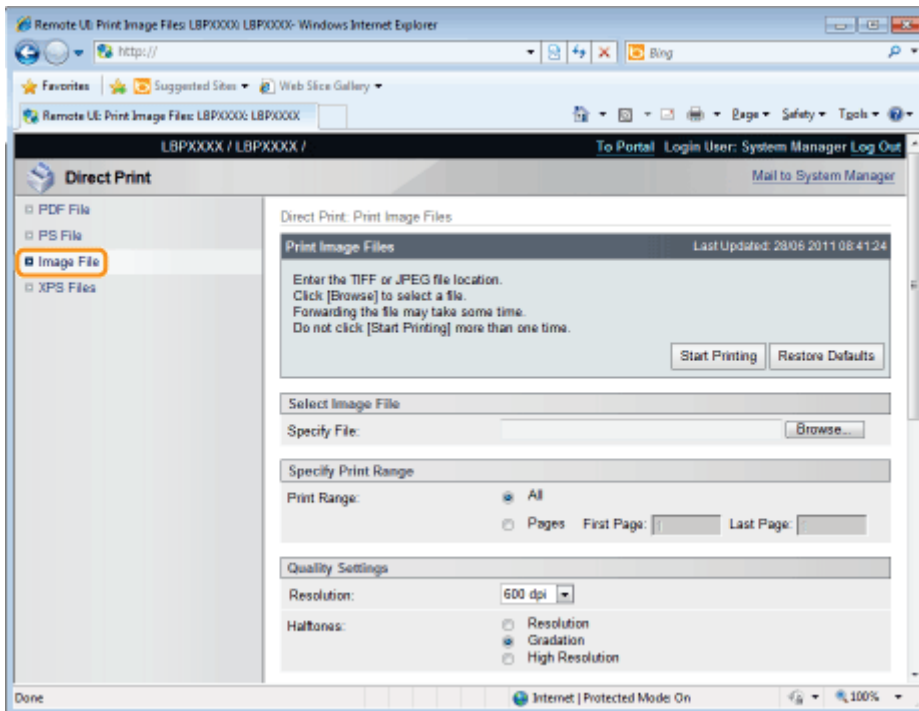 Remote UI: Print Image Files: LBPXXXX: LBPXXXX- Windows Internet Explorer
http://
Bing
Favorites Suggested Sites Web Slice Gallery
Remote UI: Print Image Files: LBPXXXX: LBPXXXX
Page Safety Tools
LBPXXXX / LBPXXXX /
To Portal Login User: System Manager Log Out
Direct Print
Mail to System Manager
PDF File
PS File
Image File
XPS Files
Direct Print: Print Image Files
Print Image Files Last Updated: 28/06 2011 08:41:24
Enter the TIFF or JPEG file location.
Click [Browse] to select a file.
Forwarding the file may take some time.
Do not click [Start Printing] more than one time.
Start Printing Restore Defaults
Select Image File
Specify File: Browse...
Specify Print Range
Print Range: All
Pages First Page: Last Page:
Quality Settings
Resolution: 600 dpi
Halftones: Resolution
Gradation
High Resolution
Done Internet | Protected Mode: On 100%